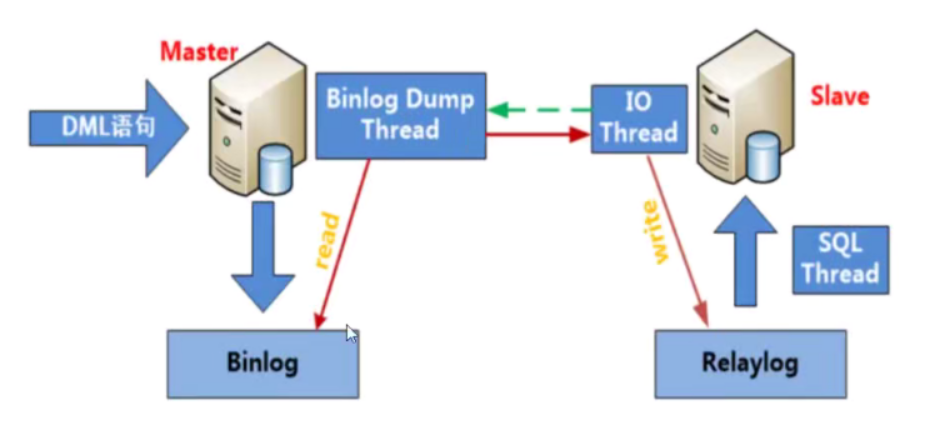 Master
DML语句
Binlog Dump
Thread
IO
Thread
Slave
read
write
SQL
Thread
Binlog
Relaylog